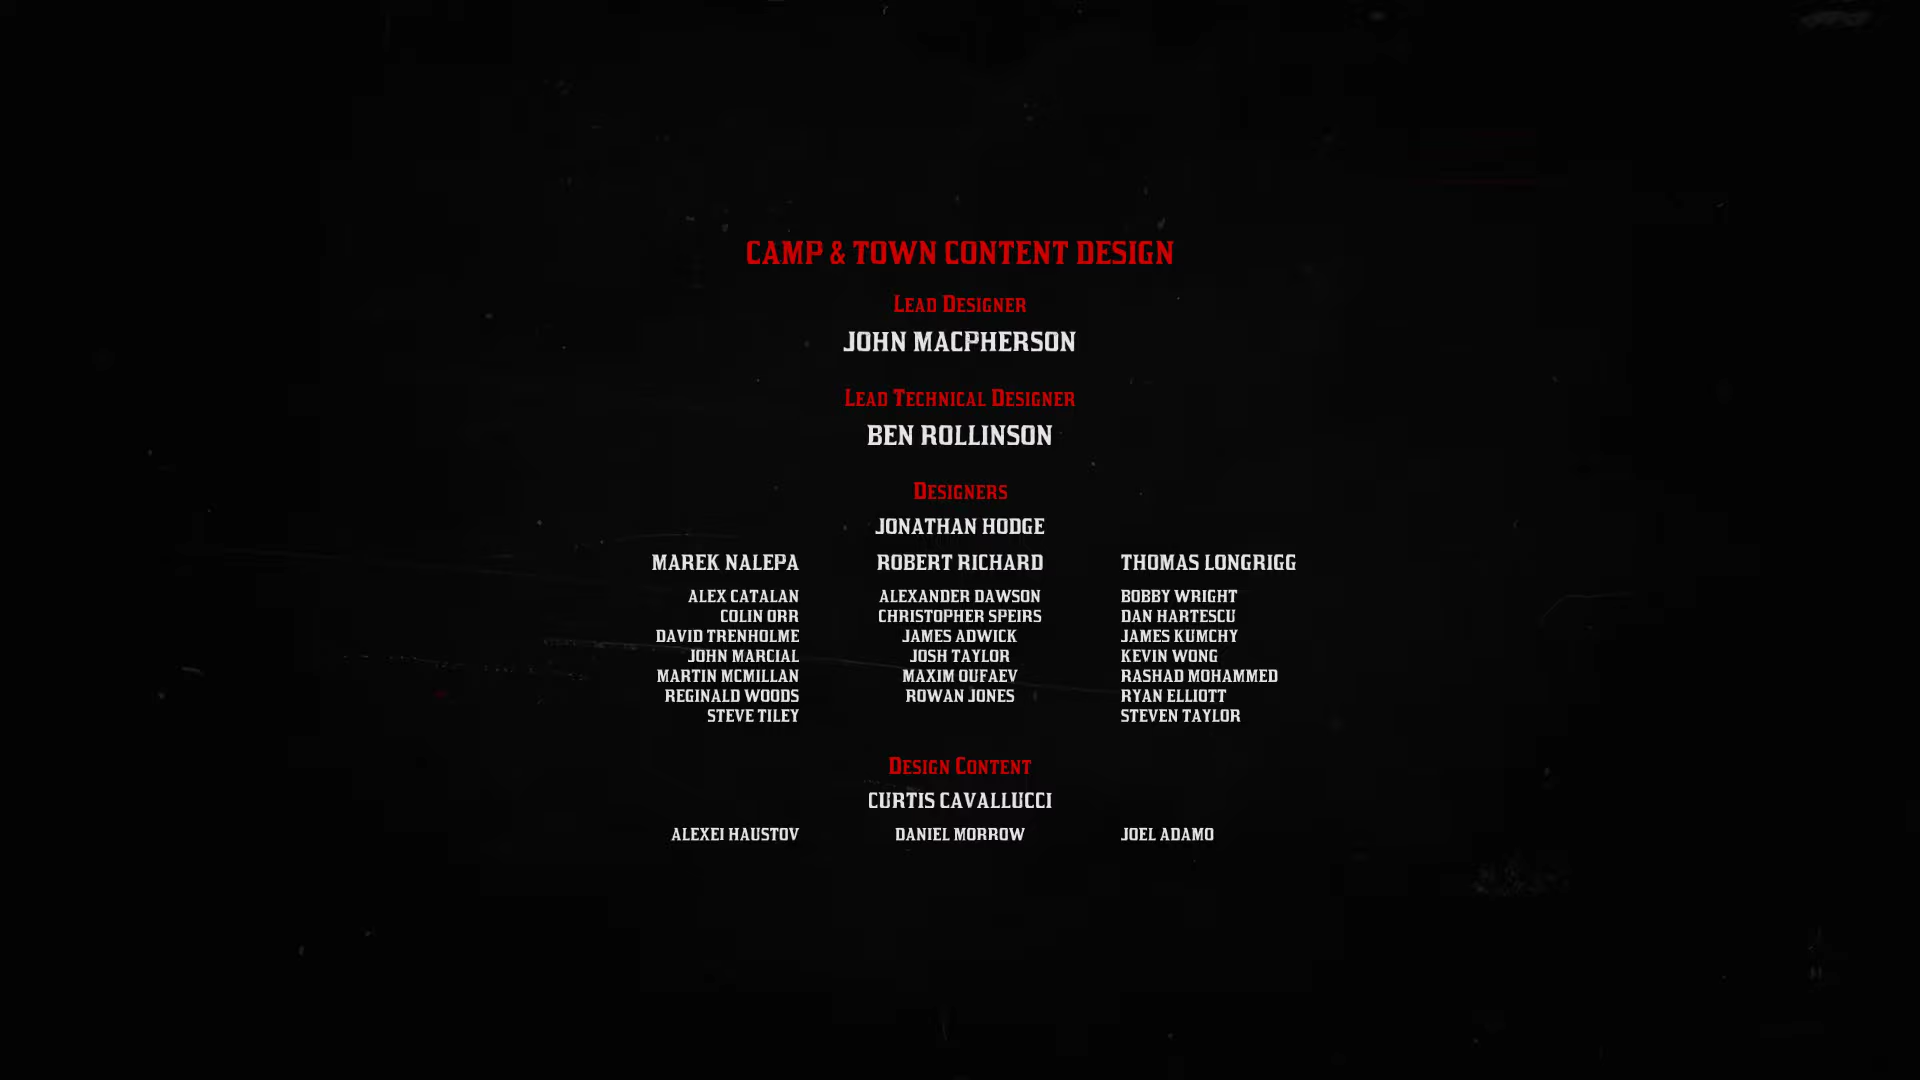 CAMP & TOWN CONTENT DESIGN
LEAD DESIGNER
JOHN MACPHERSON
LEAD TECHNICAL DESIGNER
BEN ROLLINSON
DESIGNERS
JONATHAN HODGE
MAREK NALEPA ROBERT RICHARD THOMAS LONGRIGG
ALEX CATALAN ALEXANDER DAWSON BOBBY WRIGHT
COLIN ORR CHRISTOPHER SPEIRS DAN HARTESCU
DAVID TRENHOLME JAMES ADWICK JAMES KUMCHY
JOHN MARCIAL JOSH TAYLOR KEVIN WONG
MARTIN MCMILLAN MAXIM OUFAEV RASHAD MOHAMMED
REGINALD WOODS ROWAN JONES RYAN ELLIOTT
STEVE TILEY STEVEN TAYLOR
DESIGN CONTENT
CURTIS CAVALLUCCI
ALEXEI HAUSTOV DANIEL MORROW JOEL ADAMO